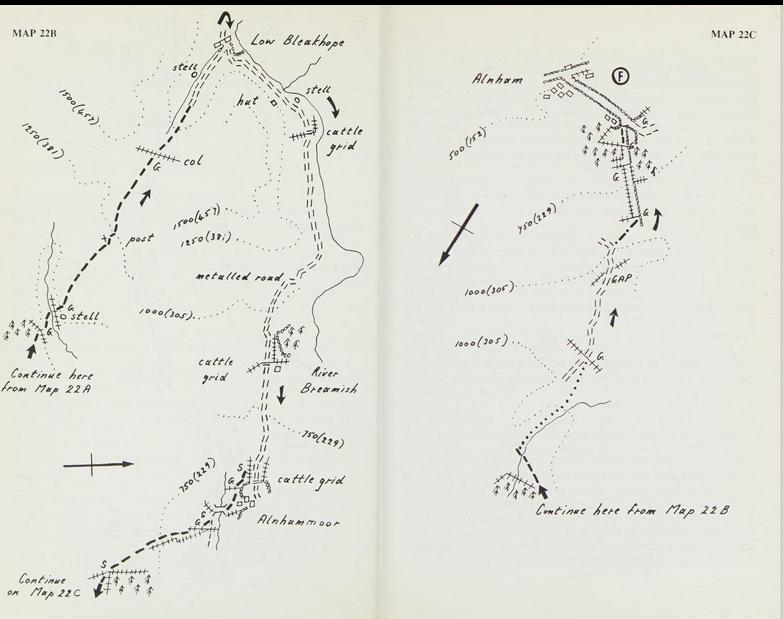 MAP 22B
Low Bleakhope
stell
1500(457)
hut
stell
1250(381)
cattle
grid
col
G
1500(457)
1250(381)
post
metalled road
1000(305)
G
stell
G
Continue here
from Map 22A
cattle
grid
River
Breamish
750(229)
750(229)
S
cattle grid
G
S
G
Alnhammoor
S
Continue
on Map 22C
MAP 22C
Alnham
F
G
500(152)
G
G
750(229)
G
GAP
1000(305)
1000(305)
G
Continue here from Map 22B